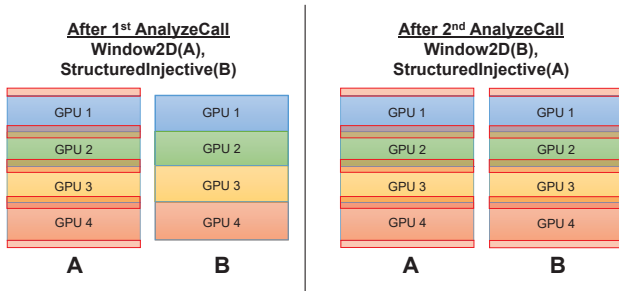 After 1st AnalyzeCall
Window2D(A),
StructuredInjective(B)
GPU 1
GPU 2
GPU 3
GPU 4
A
GPU 1
GPU 2
GPU 3
GPU 4
B
After 2nd AnalyzeCall
Window2D(B),
StructuredInjective(A)
GPU 1
GPU 2
GPU 3
GPU 4
A
GPU 1
GPU 2
GPU 3
GPU 4
B